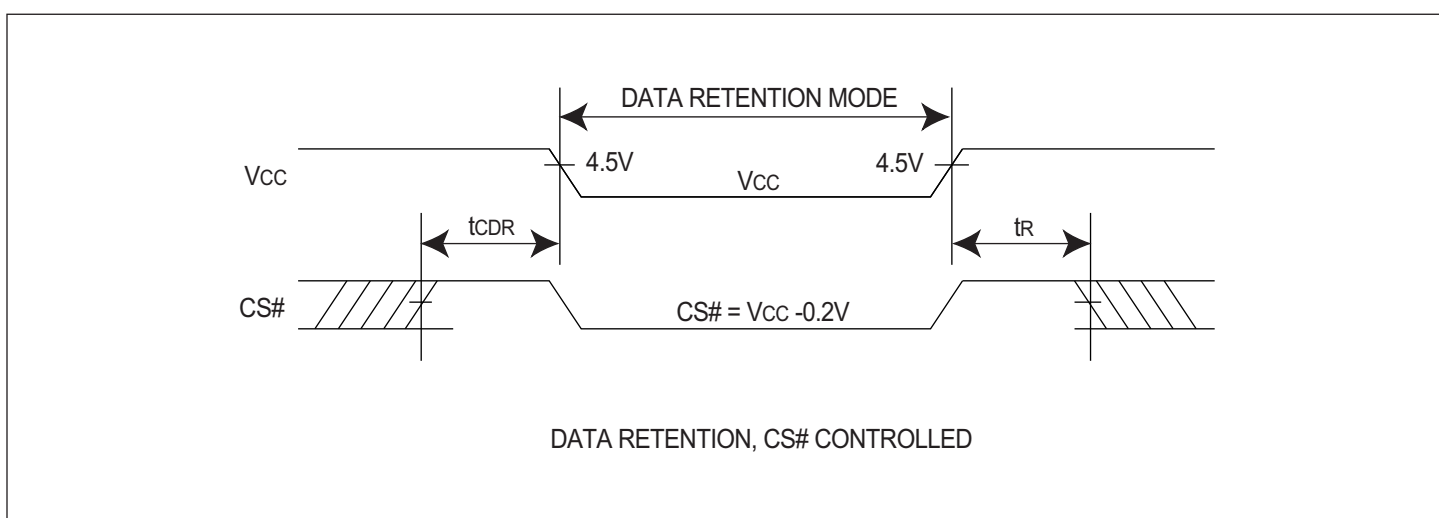 DATA RETENTION MODE
4.5V
4.5V
VCC
VCC
tCDR
tR
CS#
CS# = VCC -0.2V
DATA RETENTION, CS# CONTROLLED